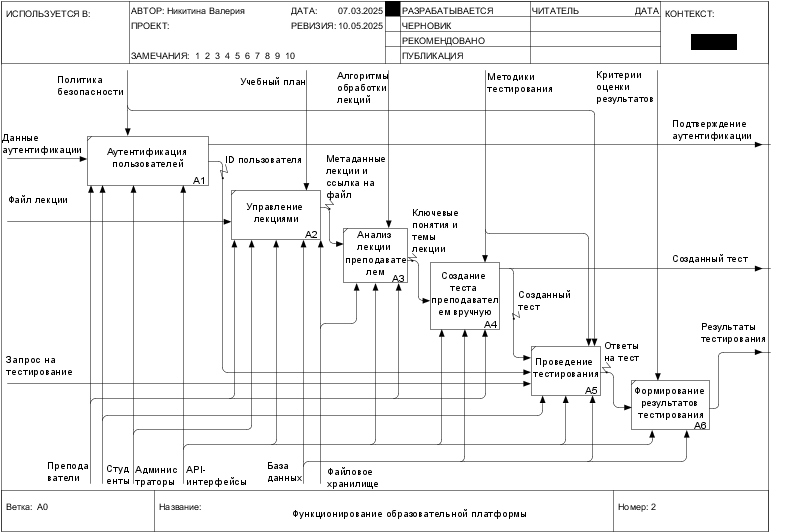 ИСПОЛЬЗУЕТСЯ В:
АВТОР: Никитина Валерия
ДАТА: 07.03.2025
РАЗРАБАТЫВАЕТСЯ
ЧИТАТЕЛЬ
ДАТА
КОНТЕКСТ:
ПРОЕКТ:
РЕВИЗИЯ: 10.05.2025
ЧЕРНОВИК
РЕКОМЕНДОВАНО
ЗАМЕЧАНИЯ: 1 2 3 4 5 6 7 8 9 10
ПУБЛИКАЦИЯ
Политика
безопасности
Учебный план
Алгоритмы
обработки
лекций
Методики
тестирования
Критерии
оценки
результатов
Данные
аутентификации
Аутентификация
пользователей
A1
Подтверждение
аутентификации
ID пользователя
Файл лекции
Управление
лекциями
A2
Метаданные
лекции и
ссылка на
файл
Анализ
лекции
преподавате
лем
A3
Ключевые
понятия и
темы
лекции
Создание
теста
преподавател
ем вручную
A4
Созданный тест
Созданный
тест
Запрос на
тестирование
Проведение
тестирования
A5
Ответы
на тест
Результаты
тестирования
Формирование
результатов
тестирования
A6
Препода
ватели
Студ
енты
Админис
траторы
API-
интерфейсы
База
данных
Файловое
хранилище
Ветка: A0
Название:
Функционирование образовательной платформы
Номер: 2